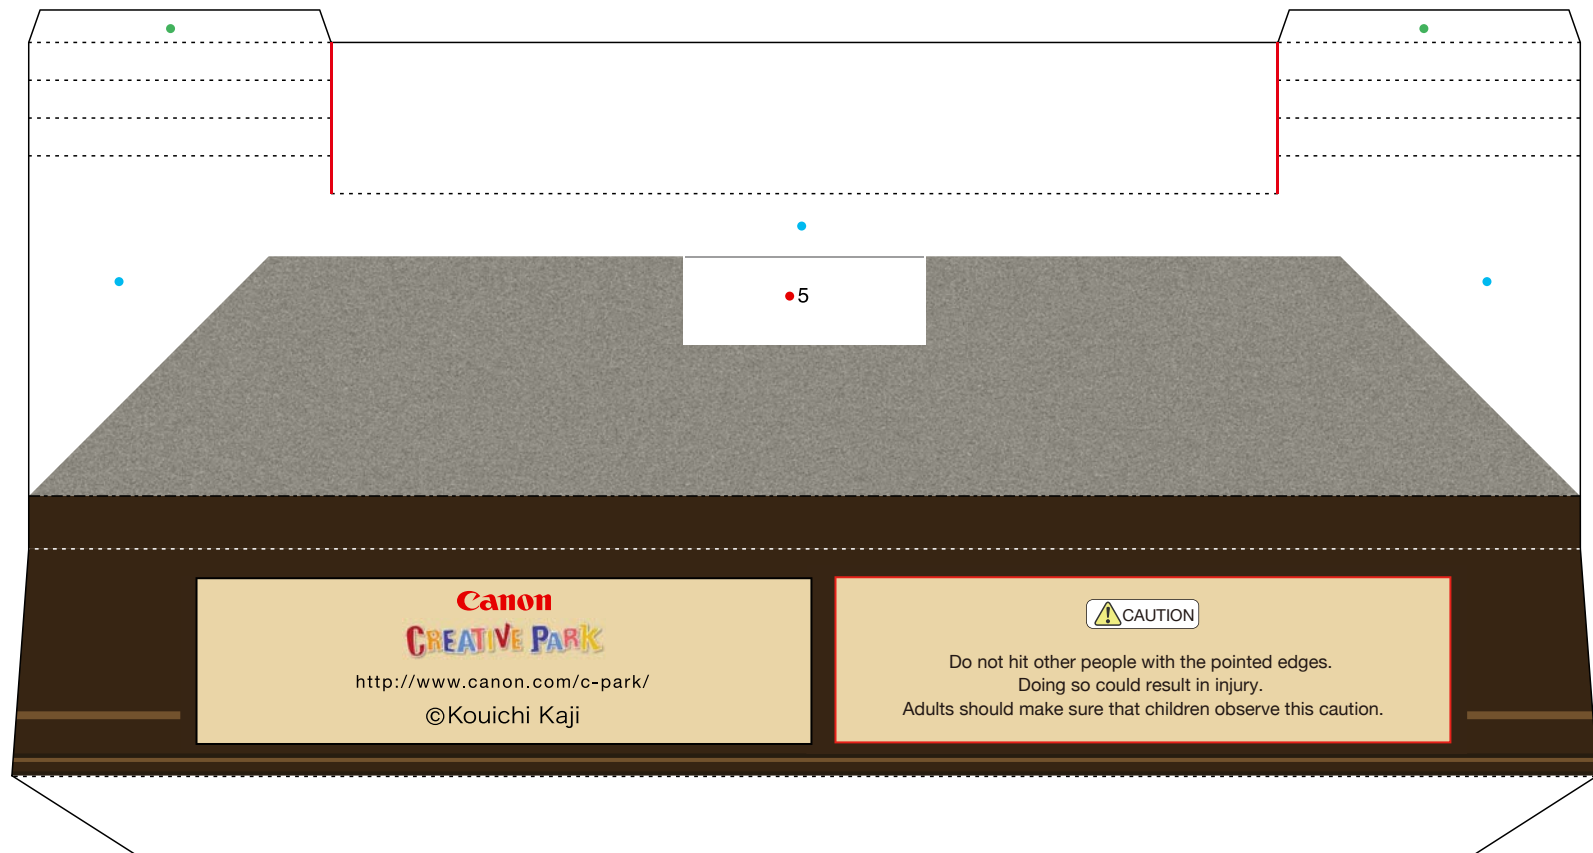 5
Canon
CREATIVE PARK
http://www.canon.com/c-park/
©Kouichi Kaji
CAUTION
Do not hit other people with the pointed edges.
Doing so could result in injury.
Adults should make sure that children observe this caution.